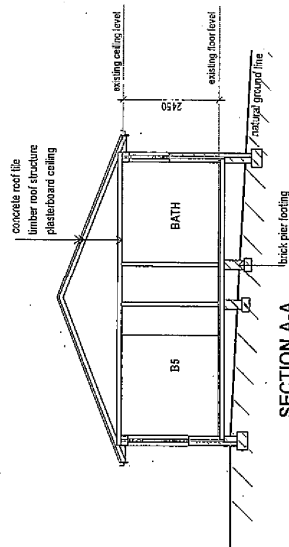 concrete roof tile
timber roof structure
plasterboard ceiling
existing ceiling level
2450
existing floor level
natural ground line
B5
BATH
brick pier footing
SECTION A-A